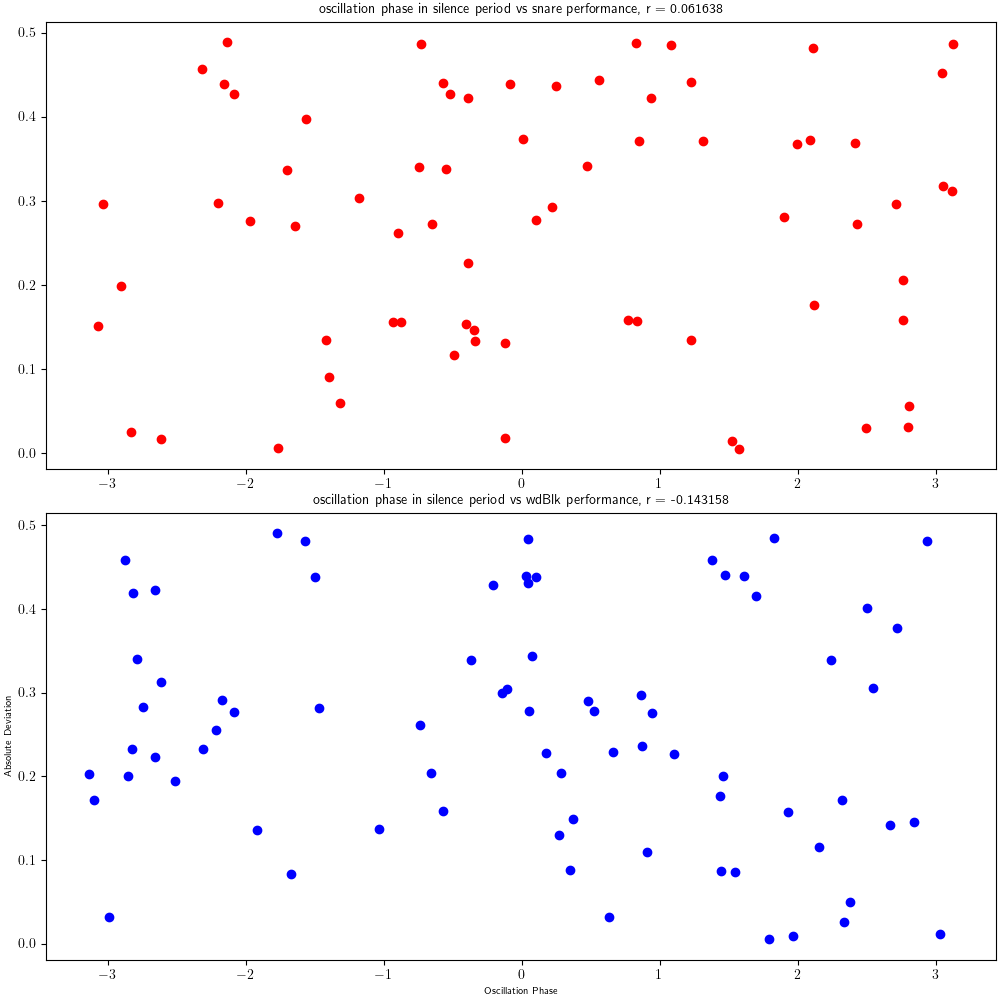 oscillation phase in silence period vs snare performance, r = 0.061638
0.5
0.4
0.3
0.2
0.1
0.0
−3 −2 −1 0 1 2 3
oscillation phase in silence period vs wdBlk performance, r = -0.143158
0.5
0.4
0.3
0.2
0.1
0.0
Absolute Deviation
−3 −2 −1 0 1 2 3
Oscillation Phase